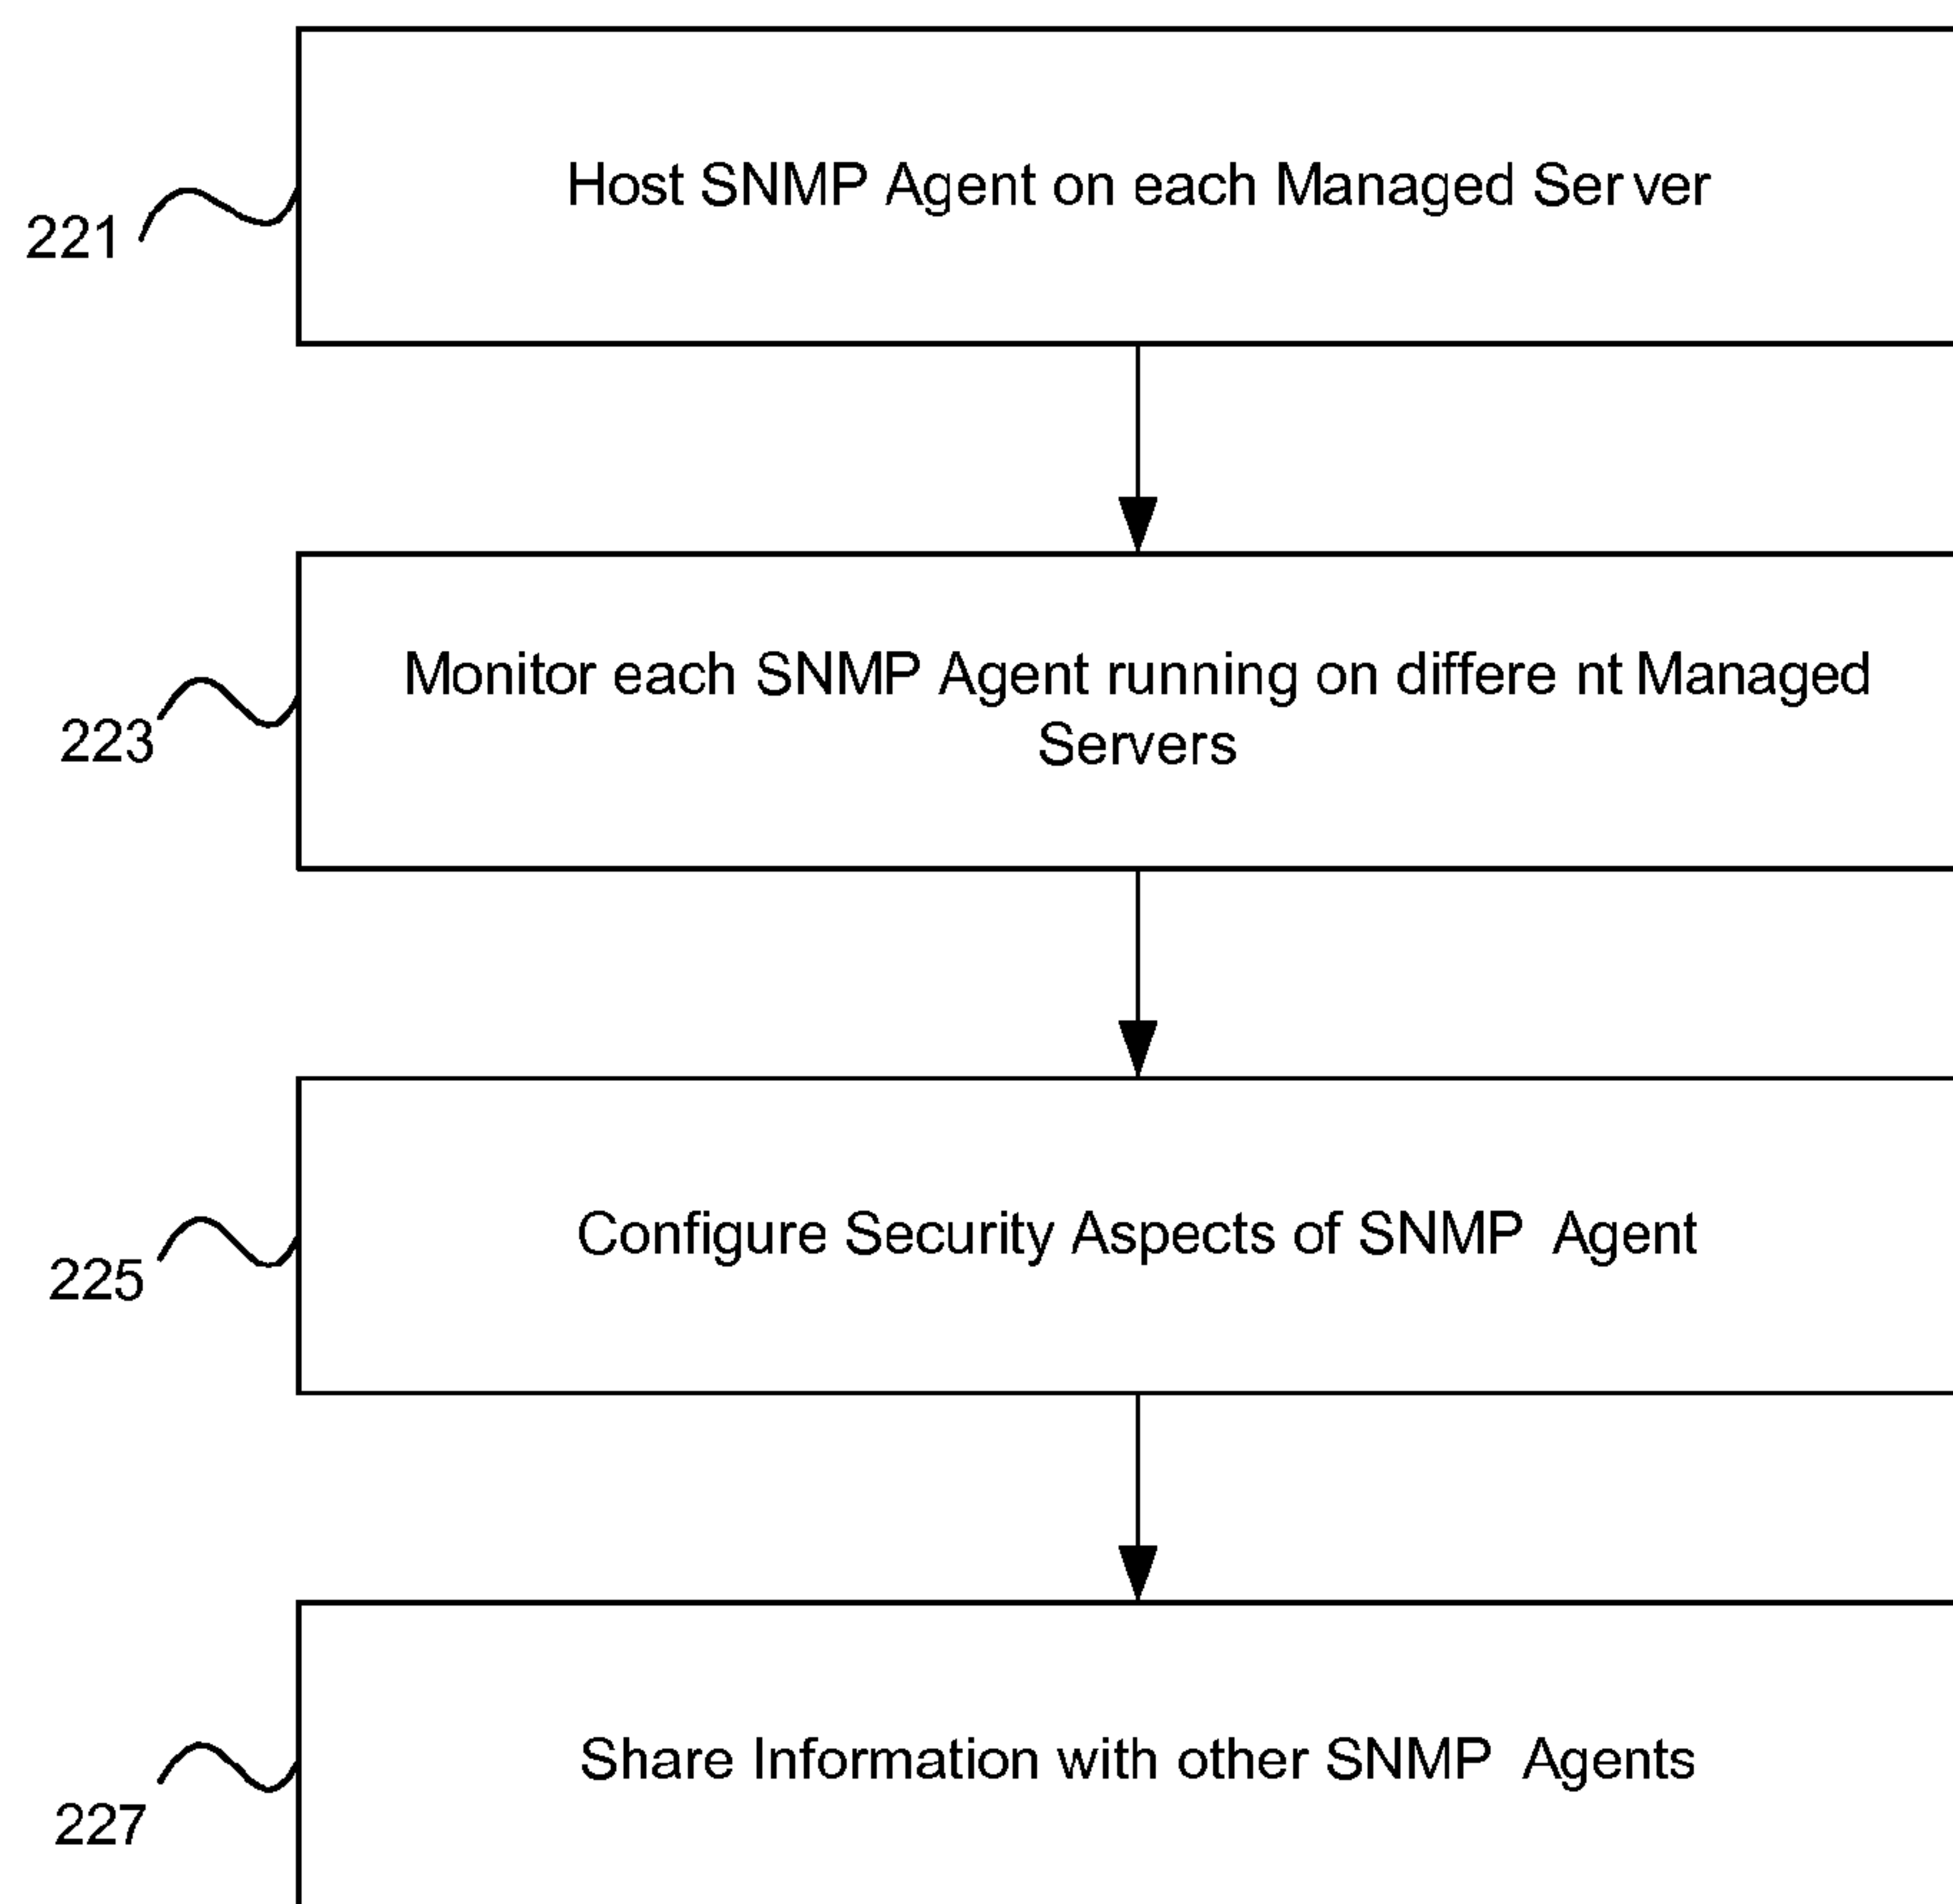 Host SNMP Agent on each Managed Ser ver
221
Monitor each SNMP Agent running on differe nt Managed
Servers
223
Configure Security Aspects of SNMP Agent
225
Share Information with other SNMP Agents
227